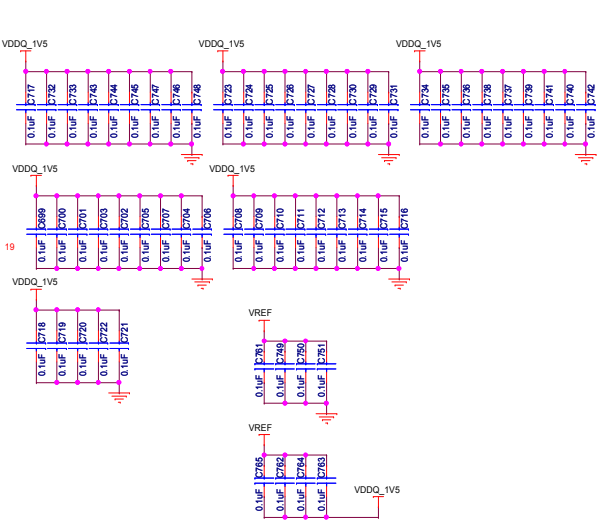 VDDQ_1V5 VDDQ_1V5 VDDQ_1V5
C717 C732 C733 C743 C744 C745 C747 C746 C748
0.1uF 0.1uF 0.1uF 0.1uF 0.1uF 0.1uF 0.1uF 0.1uF 0.1uF
C723 C724 C725 C726 C727 C728 C730 C729 C731
0.1uF 0.1uF 0.1uF 0.1uF 0.1uF 0.1uF 0.1uF 0.1uF 0.1uF
C734 C735 C736 C738 C737 C739 C741 C740 C742
0.1uF 0.1uF 0.1uF 0.1uF 0.1uF 0.1uF 0.1uF 0.1uF 0.1uF
VDDQ_1V5 VDDQ_1V5
C699 C700 C701 C703 C702 C705 C707 C704 C706
0.1uF 0.1uF 0.1uF 0.1uF 0.1uF 0.1uF 0.1uF 0.1uF 0.1uF
C708 C709 C710 C711 C712 C713 C714 C715 C716
0.1uF 0.1uF 0.1uF 0.1uF 0.1uF 0.1uF 0.1uF 0.1uF 0.1uF
19
VDDQ_1V5
C718 C719 C720 C722 C721
0.1uF 0.1uF 0.1uF 0.1uF 0.1uF
VREF
C761 C749 C750 C751
0.1uF 0.1uF 0.1uF 0.1uF
VREF
C765 C762 C764 C763
0.1uF 0.1uF 0.1uF 0.1uF
VDDQ_1V5